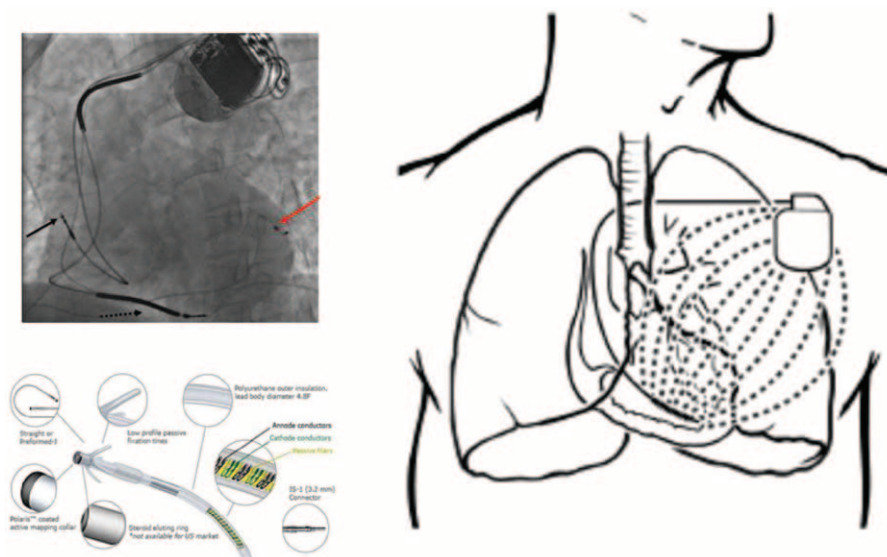 Polyurethane outer insulation,
lead body diameter 4.8F
Straight or
Preformed-J
Low profile passive
fixation tines
Annode conductors
Cathode conductors
Passive fillers
IS-1 (3.2 mm)
Connector
Polaris™ coated
active mapping collar
Steroid eluting ring
*not available for US market